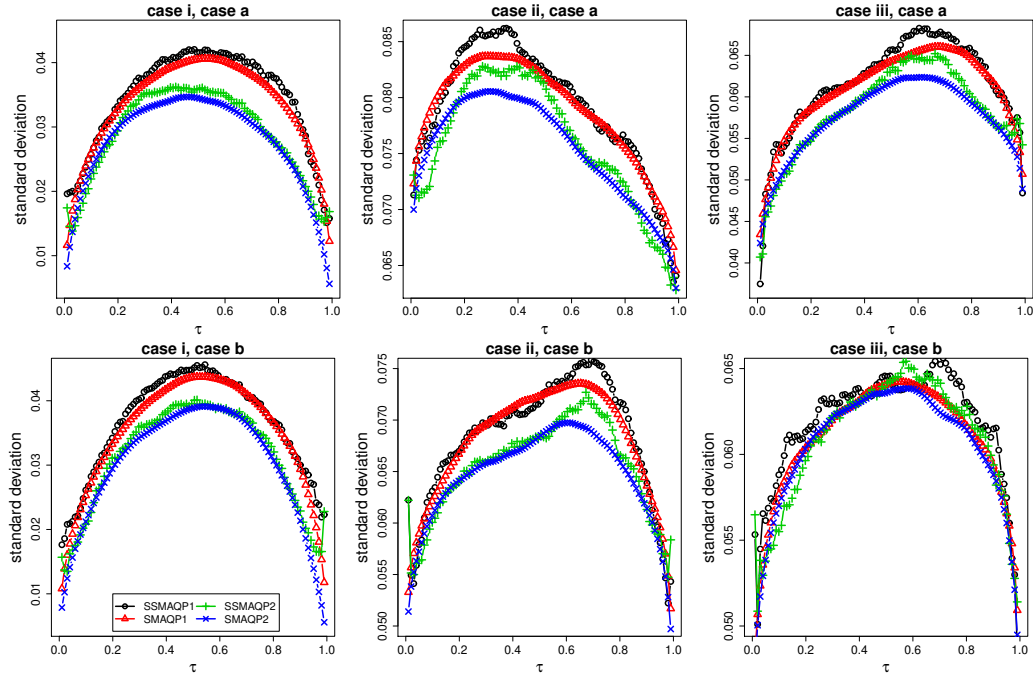 case i, case a
case ii, case a
case iii, case a
standard deviation
0.01 0.02 0.03 0.04
0.0 0.2 0.4 0.6 0.8 1.0
τ
standard deviation
0.065 0.070 0.075 0.080 0.085
0.0 0.2 0.4 0.6 0.8 1.0
τ
standard deviation
0.040 0.045 0.050 0.055 0.060 0.065
0.0 0.2 0.4 0.6 0.8 1.0
τ
case i, case b
case ii, case b
case iii, case b
standard deviation
0.01 0.02 0.03 0.04
0.0 0.2 0.4 0.6 0.8 1.0
τ
SSMAQP1 SSMAQP2
SMAQP1 SMAQP2
standard deviation
0.050 0.055 0.060 0.065 0.070 0.075
0.0 0.2 0.4 0.6 0.8 1.0
τ
standard deviation
0.050 0.055 0.060 0.065
0.0 0.2 0.4 0.6 0.8 1.0
τ